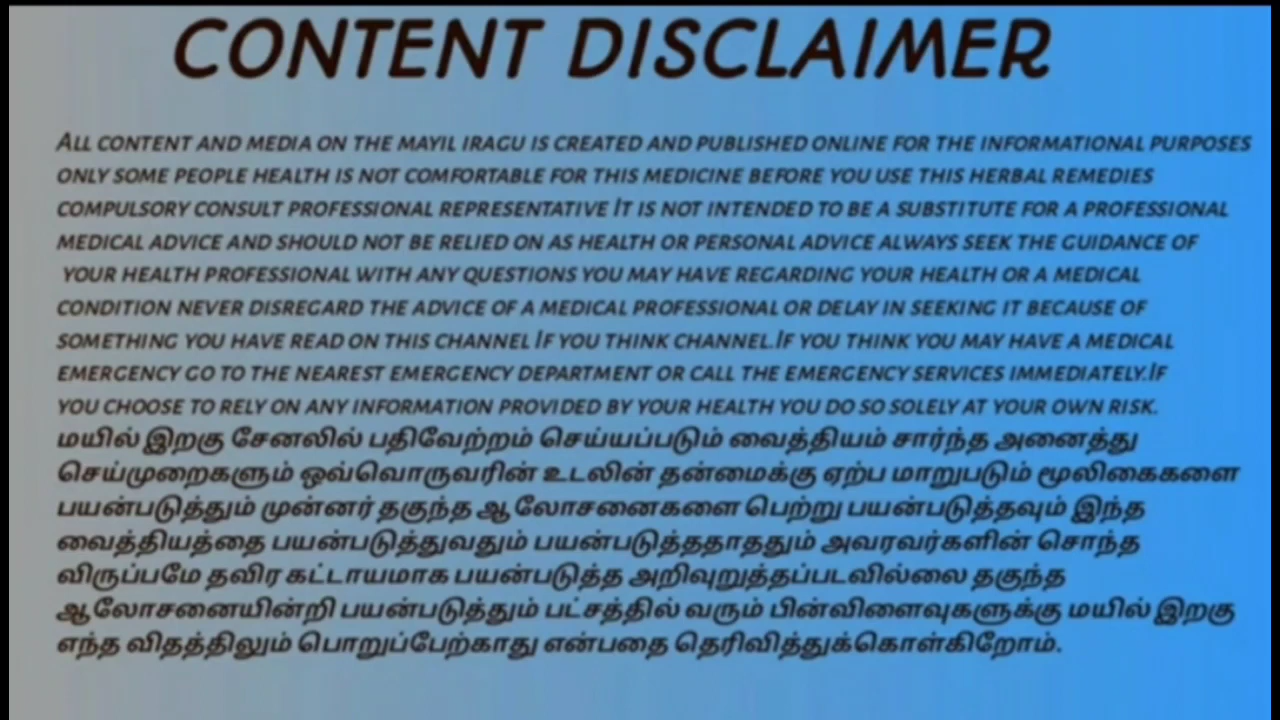 CONTENT DISCLAIMER
ALL CONTENT AND MEDIA ON THE MAYIL IRAGU IS CREATED AND PUBLISHED ONLINE FOR THE INFORMATIONAL PURPOSES
ONLY SOME PEOPLE HEALTH IS NOT COMFORTABLE FOR THIS MEDICINE BEFORE YOU USE THIS HERBAL REMEDIES
COMPULSORY CONSULT PROFESSIONAL REPRESENTATIVE IT IS NOT INTENDED TO BE A SUBSTITUTE FOR A PROFESSIONAL
MEDICAL ADVICE AND SHOULD NOT BE RELIED ON AS HEALTH OR PERSONAL ADVICE ALWAYS SEEK THE GUIDANCE OF
YOUR HEALTH PROFESSIONAL WITH ANY QUESTIONS YOU MAY HAVE REGARDING YOUR HEALTH OR A MEDICAL
CONDITION NEVER DISREGARD THE ADVICE OF A MEDICAL PROFESSIONAL OR DELAY IN SEEKING IT BECAUSE OF
SOMETHING YOU HAVE READ ON THIS CHANNEL IF YOU THINK CHANNEL.IF YOU THINK YOU MAY HAVE A MEDICAL
EMERGENCY GO TO THE NEAREST EMERGENCY DEPARTMENT OR CALL THE EMERGENCY SERVICES IMMEDIATELY.IF
YOU CHOOSE TO RELY ON ANY INFORMATION PROVIDED BY YOUR HEALTH YOU DO SO SOLELY AT YOUR OWN RISK.
மயில் இறகு சேனலில் பதிவேற்றம் செய்யப்படும் வைத்தியம் சார்ந்த அனைத்து
செய்முறைகளும் ஒவ்வொருவரின் உடலின் தன்மைக்கு ஏற்ப மாறுபடும் மூலிகைகளை
பயன்படுத்தும் முன்னர் தகுந்த ஆலோசனைகளை பெற்று பயன்படுத்தவும் இந்த
வைத்தியத்தை பயன்படுத்துவதும் பயன்படுத்ததாததும் அவரவர்களின் சொந்த
விருப்பமே தவிர கட்டாயமாக பயன்படுத்த அறிவுறுத்தப்படவில்லை தகுந்த
ஆலோசனையின்றி பயன்படுத்தும் பட்சத்தில் வரும் பின்விளைவுகளுக்கு மயில் இறகு
எந்த விதத்திலும் பொறுப்பேற்காது என்பதை தெரிவித்துக்கொள்கிறோம்.